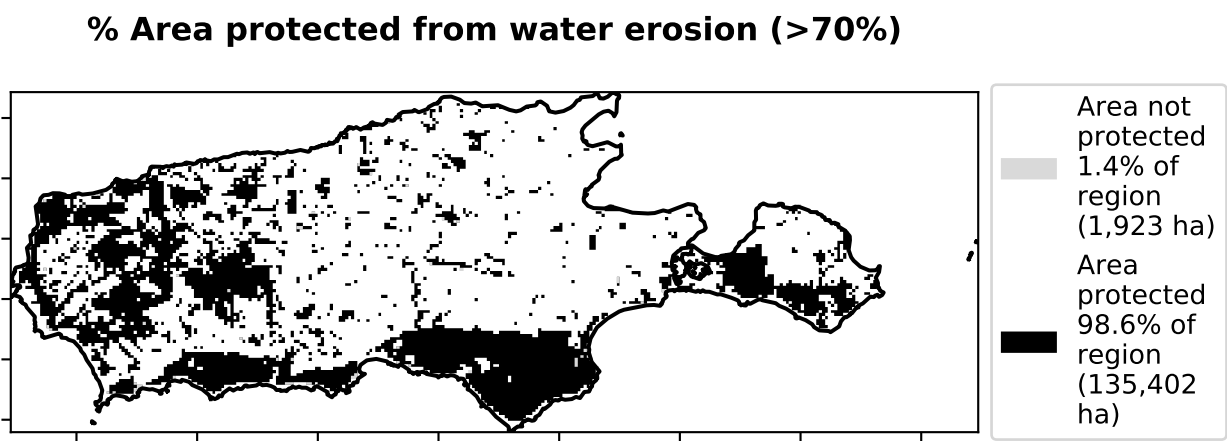 % Area protected from water erosion (>70%)
Area not
protected
1.4% of
region
(1,923 ha)
Area
protected
98.6% of
region
(135,402
ha)